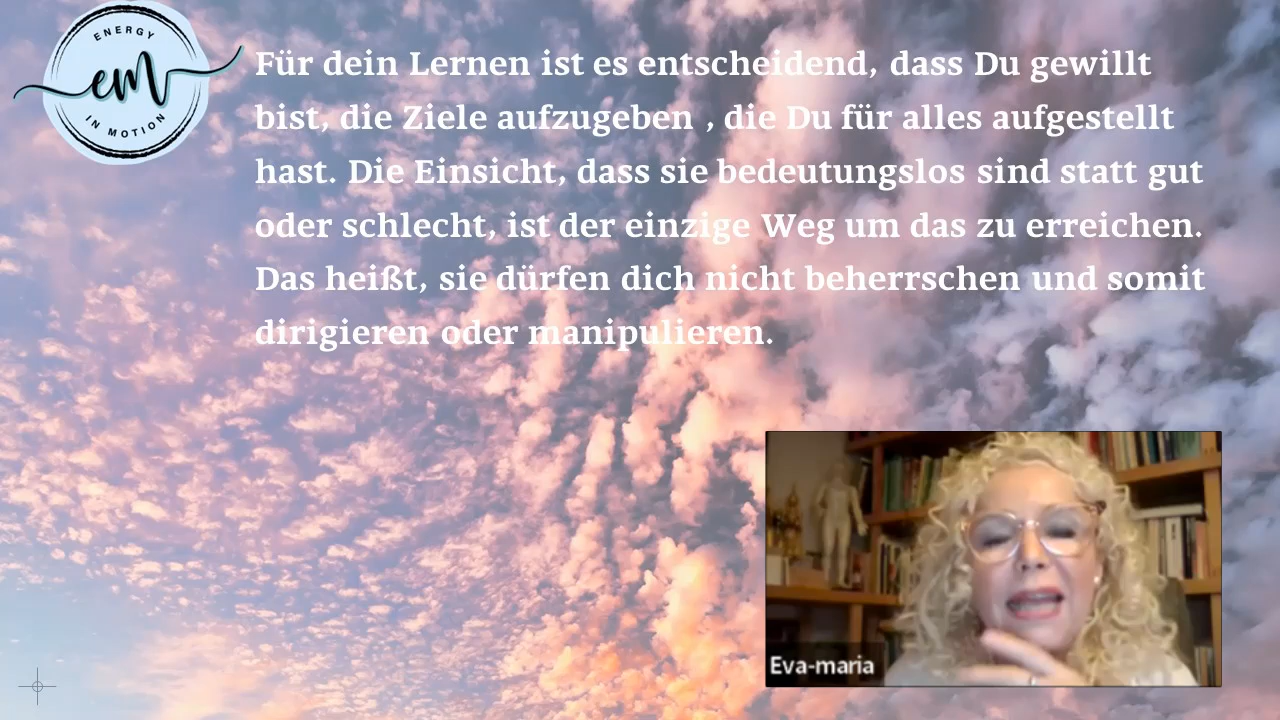 ENERGY
em
IN MOTION
Für dein Lernen ist es entscheidend, dass Du gewillt
bist, die Ziele aufzugeben , die Du für alles aufgestellt
hast. Die Einsicht, dass sie bedeutungslos sind statt gut
oder schlecht, ist der einzige Weg um das zu erreichen.
Das heißt, sie dürfen dich nicht beherrschen und somit
dirigieren oder manipulieren.
Eva-maria